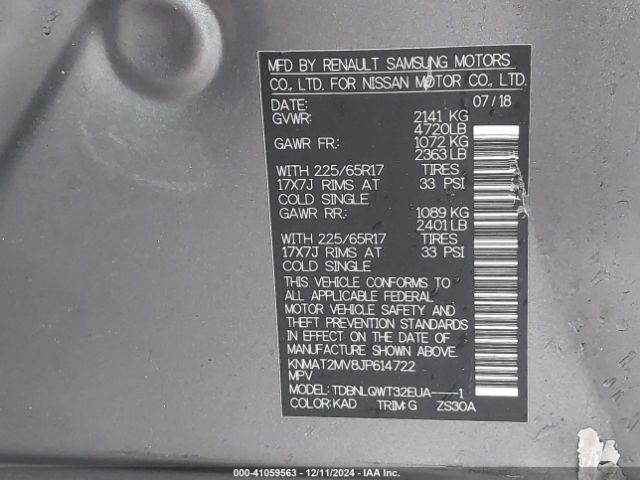 MFD BY RENAULT SAMSUNG MOTORS
CO., LTD. FOR NISSAN MOTOR CO., LTD.
DATE: 07/18
GVWR: 2141 KG
4720LB
GAWR FR: 1072 KG
2363 LB
WITH 225/65R17 TIRES
17X7J RIMS AT 33 PSI
COLD SINGLE
GAWR RR: 1089 KG
2401 LB
WITH 225/65R17 TIRES
17X7J RIMS AT 33 PSI
COLD SINGLE
THIS VEHICLE CONFORMS TO
ALL APPLICABLE FEDERAL
MOTOR VEHICLE SAFETY AND
THEFT PREVENTION STANDARDS
IN EFFECT ON THE DATE OF
MANUFACTURE SHOWN ABOVE.
KNMAT2MV8JP614722
MPV
MODEL: TDBNLQWT32EUA----1
COLOR: KAD TRIM: G ZS30A
000-41059563 - 12/11/2024 - IAA Inc.